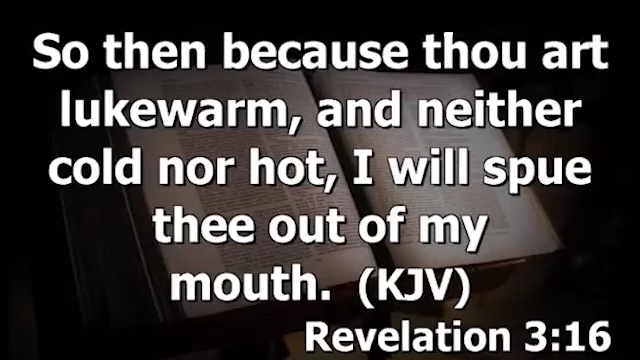 So then because thou art
lukewarm, and neither
cold nor hot, I will spue
thee out of my
mouth. (KJV)
Revelation 3:16